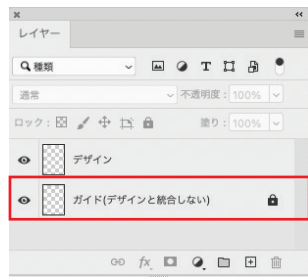 レイヤー
種類
通常
不透明度：100%
ロック：
塗り：100%
デザイン
ガイド(デザインと統合しない)
fx